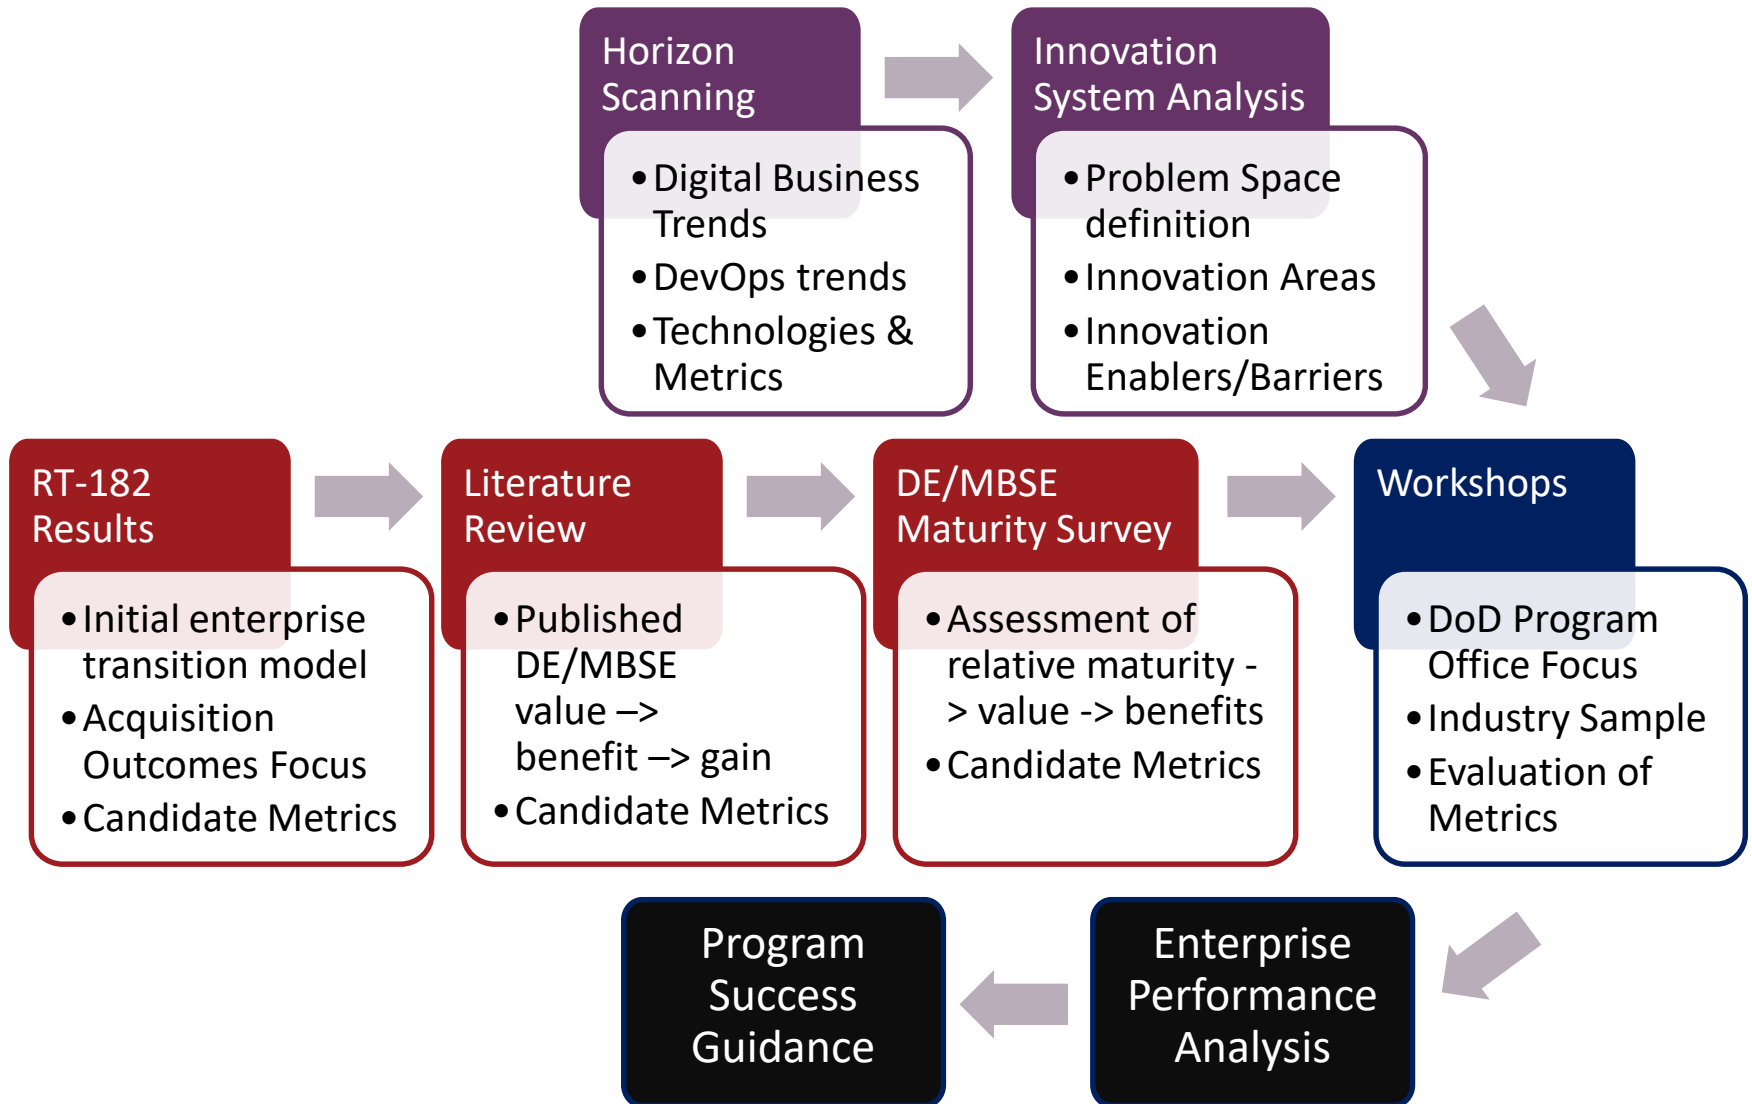 Horizon
Scanning
•Digital Business
Trends
•DevOps trends
•Technologies &
Metrics
Innovation
System Analysis
•Problem Space
definition
•Innovation Areas
•Innovation
Enablers/Barriers
RT-182
Results
•Initial enterprise
transition model
•Acquisition
Outcomes Focus
•Candidate Metrics
Literature
Review
•Published
DE/MBSE
value –>
benefit –> gain
•Candidate Metrics
DE/MBSE
Maturity Survey
•Assessment of
relative maturity -
> value -> benefits
•Candidate Metrics
Workshops
•DoD Program
Office Focus
•Industry Sample
•Evaluation of
Metrics
Program
Success
Guidance
Enterprise
Performance
Analysis